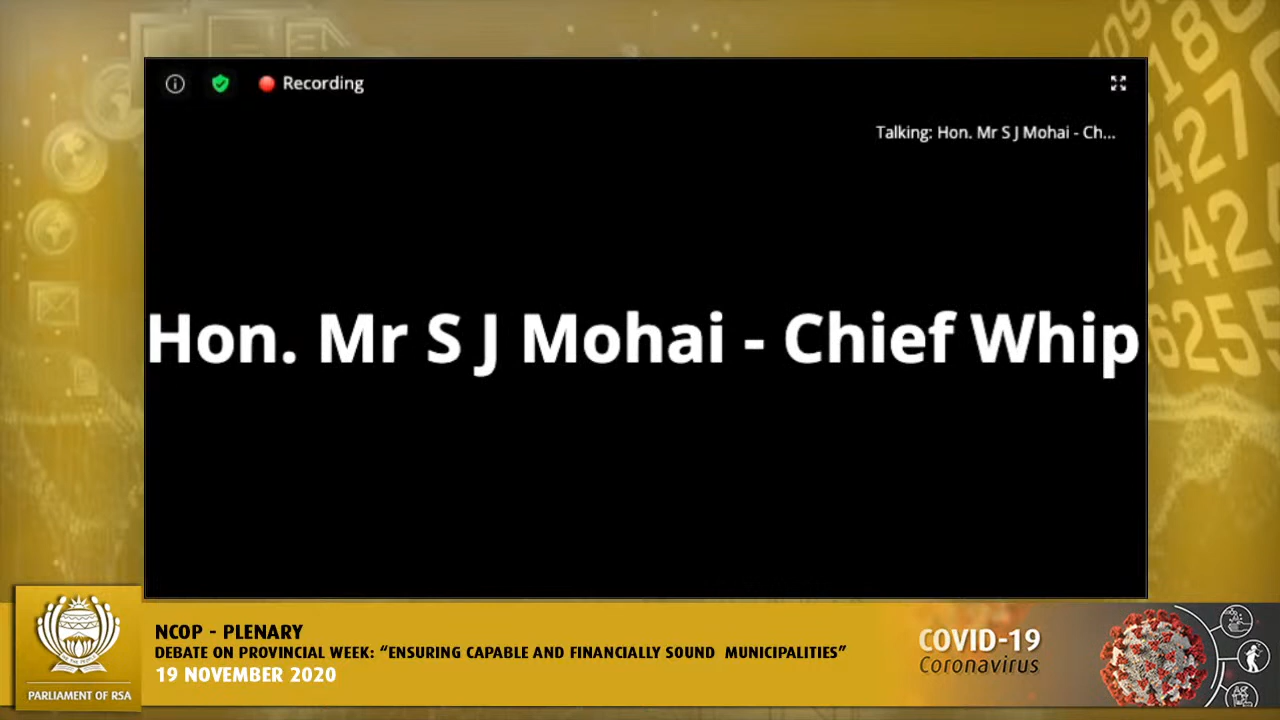 Recording
Talking: Hon. Mr S J Mohai - Ch...
Hon. Mr S J Mohai - Chief Whip
NCOP - PLENARY
DEBATE ON PROVINCIAL WEEK: “ENSURING CAPABLE AND FINANCIALLY SOUND MUNICIPALITIES”
19 NOVEMBER 2020
PARLIAMENT OF RSA
COVID-19
Coronavirus